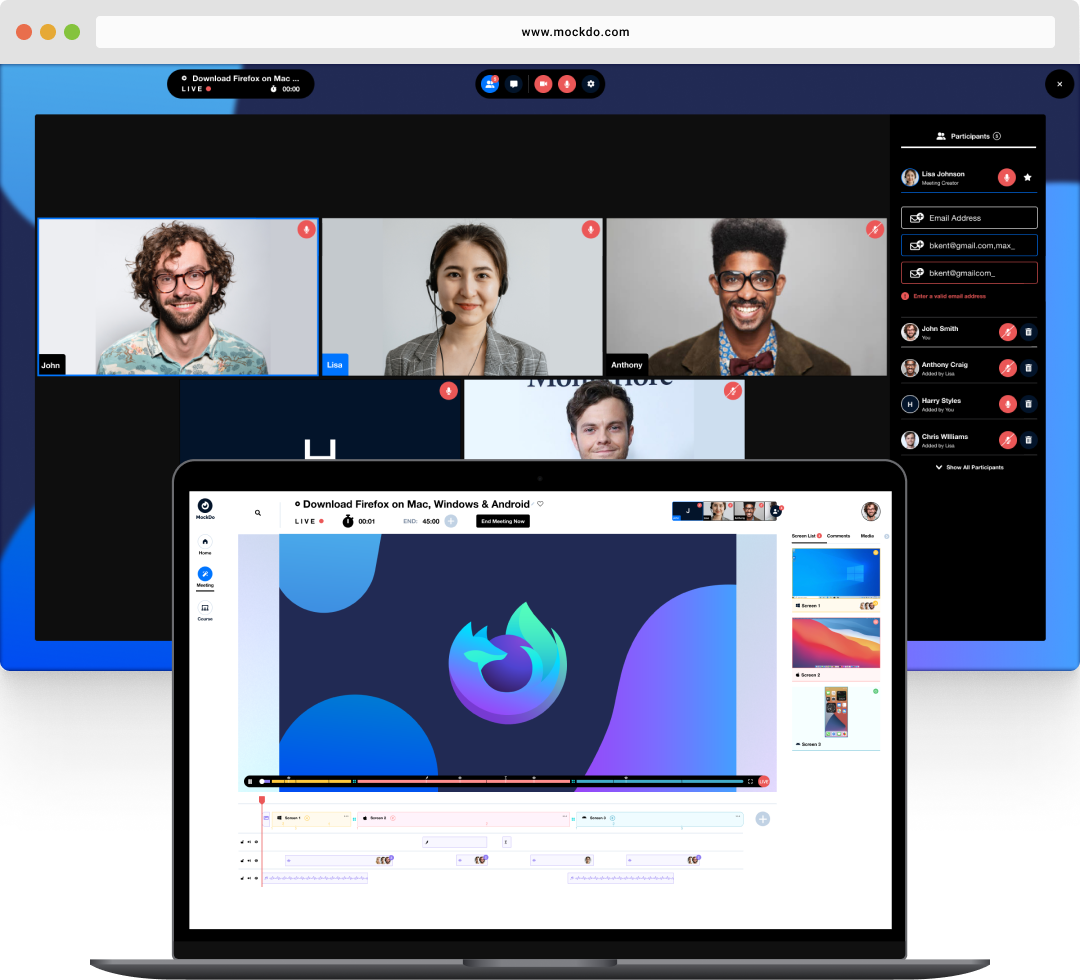 www.mockdo.com
Download Firefox on Mac ...
LIVE
00:00
Participants 5
Lisa Johnson
Meeting Creator
Email Address
bkent@gmail.com,max_
bkent@gmailcom_
Enter a valid email address
John Smith
You
Anthony Craig
Added by Lisa
H
Harry Styles
Added by You
Chris Williams
Added by Lisa
Show All Participants
John
Lisa
Anthony
H
MockDo
Home
Meeting
Course
Download Firefox on Mac, Windows & Android
LIVE
00:01
END: 45:00
End Meeting Now
J
Screen List
Comments
Media
Screen 1
Screen 2
Screen 3
LIVE
Screen 1
Screen 2
Screen 3